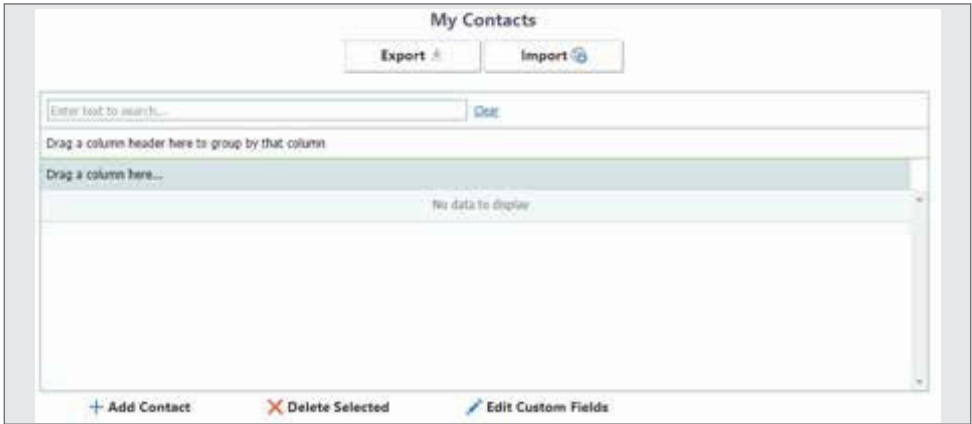 My Contacts
Export Import
Enter text to search... Clear
Drag a column header here to group by that column
Drag a column here...
No data to display
Add Contact Delete Selected Edit Custom Fields